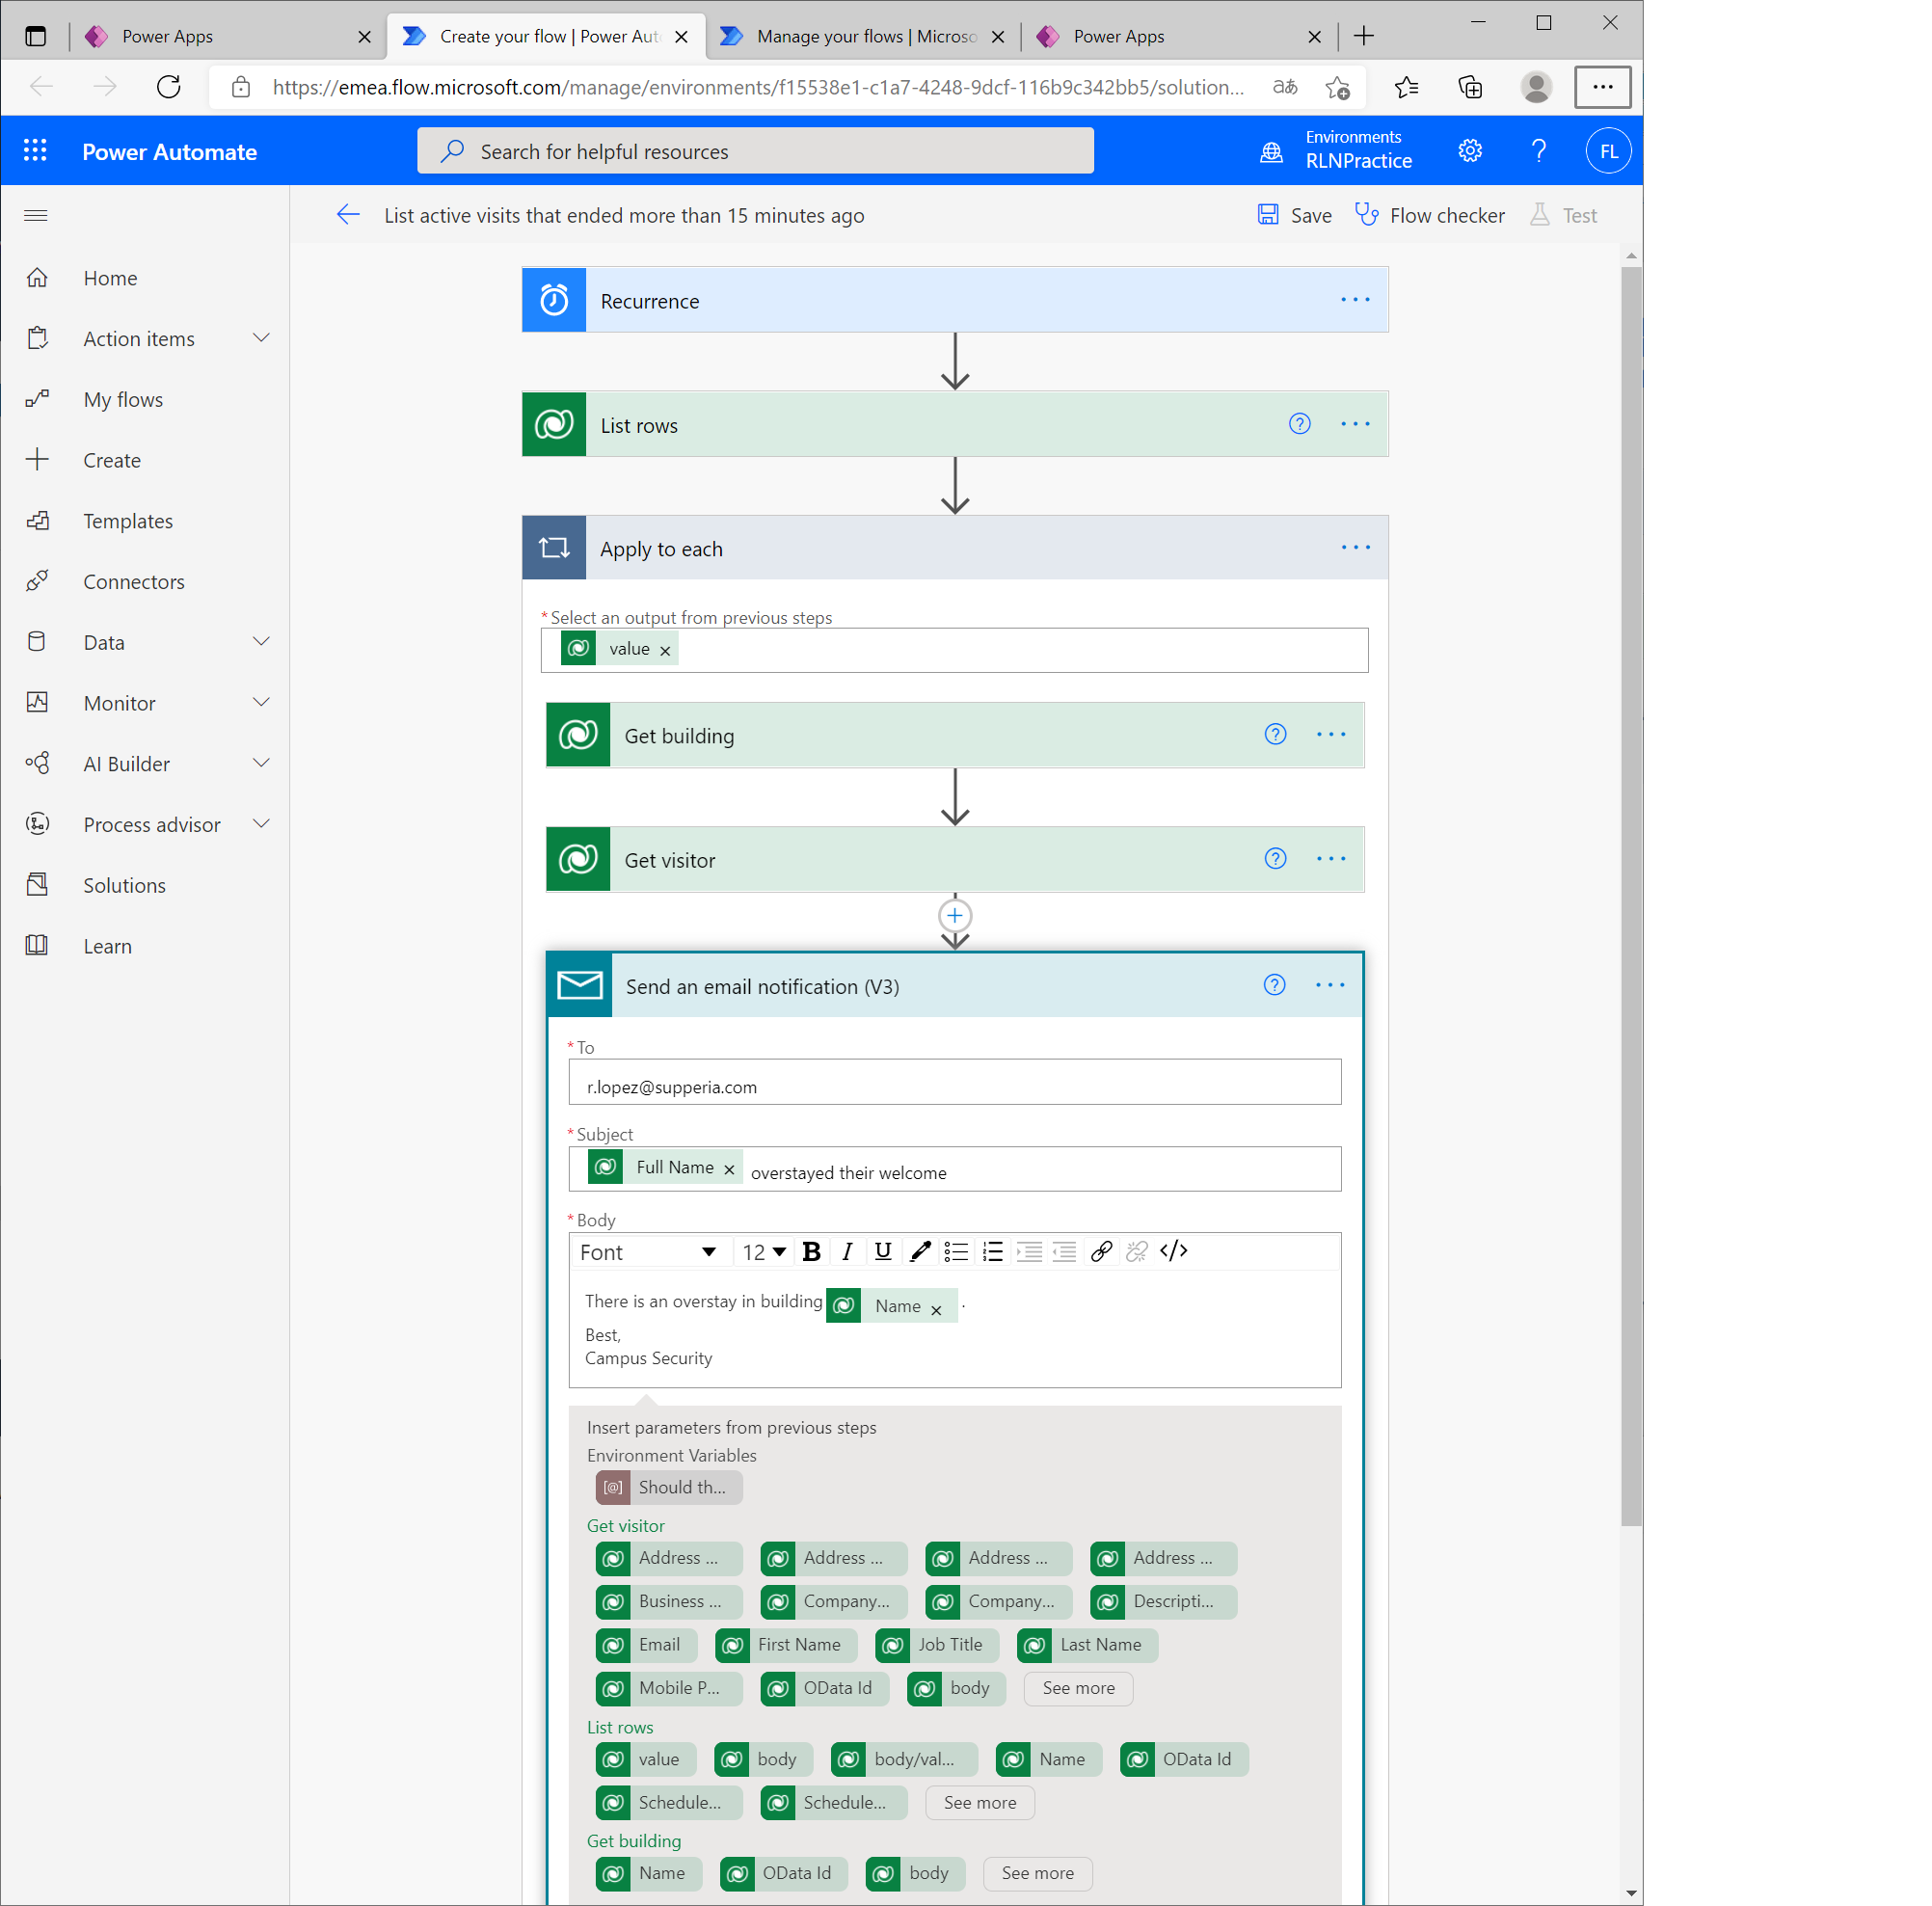 Power Apps
Create your flow | Power Aut
Manage your flows | Microso
Power Apps
https://emea.flow.microsoft.com/manage/environments/f15538e1-c1a7-4248-9dcf-116b9c342bb5/solution...
Power Automate
Search for helpful resources
Environments
RLNPractice
FL
List active visits that ended more than 15 minutes ago
Save
Flow checker
Test
Home
Action items
My flows
Create
Templates
Connectors
Data
Monitor
AI Builder
Process advisor
Solutions
Learn
Recurrence
List rows
Apply to each
*Select an output from previous steps
value
Get building
Get visitor
Send an email notification (V3)
*To
r.lopez@supperia.com
*Subject
Full Name overstayed their welcome
*Body
Font 12 B I U </>
There is an overstay in building Name .
Best,
Campus Security
Insert parameters from previous steps
Environment Variables
[@] Should th...
Get visitor
Address ... Address ... Address ... Address ...
Business ... Company... Company... Descripti...
Email First Name Job Title Last Name
Mobile P... OData Id body See more
List rows
value body body/val... Name OData Id
Schedule... Schedule... See more
Get building
Name OData Id body See more